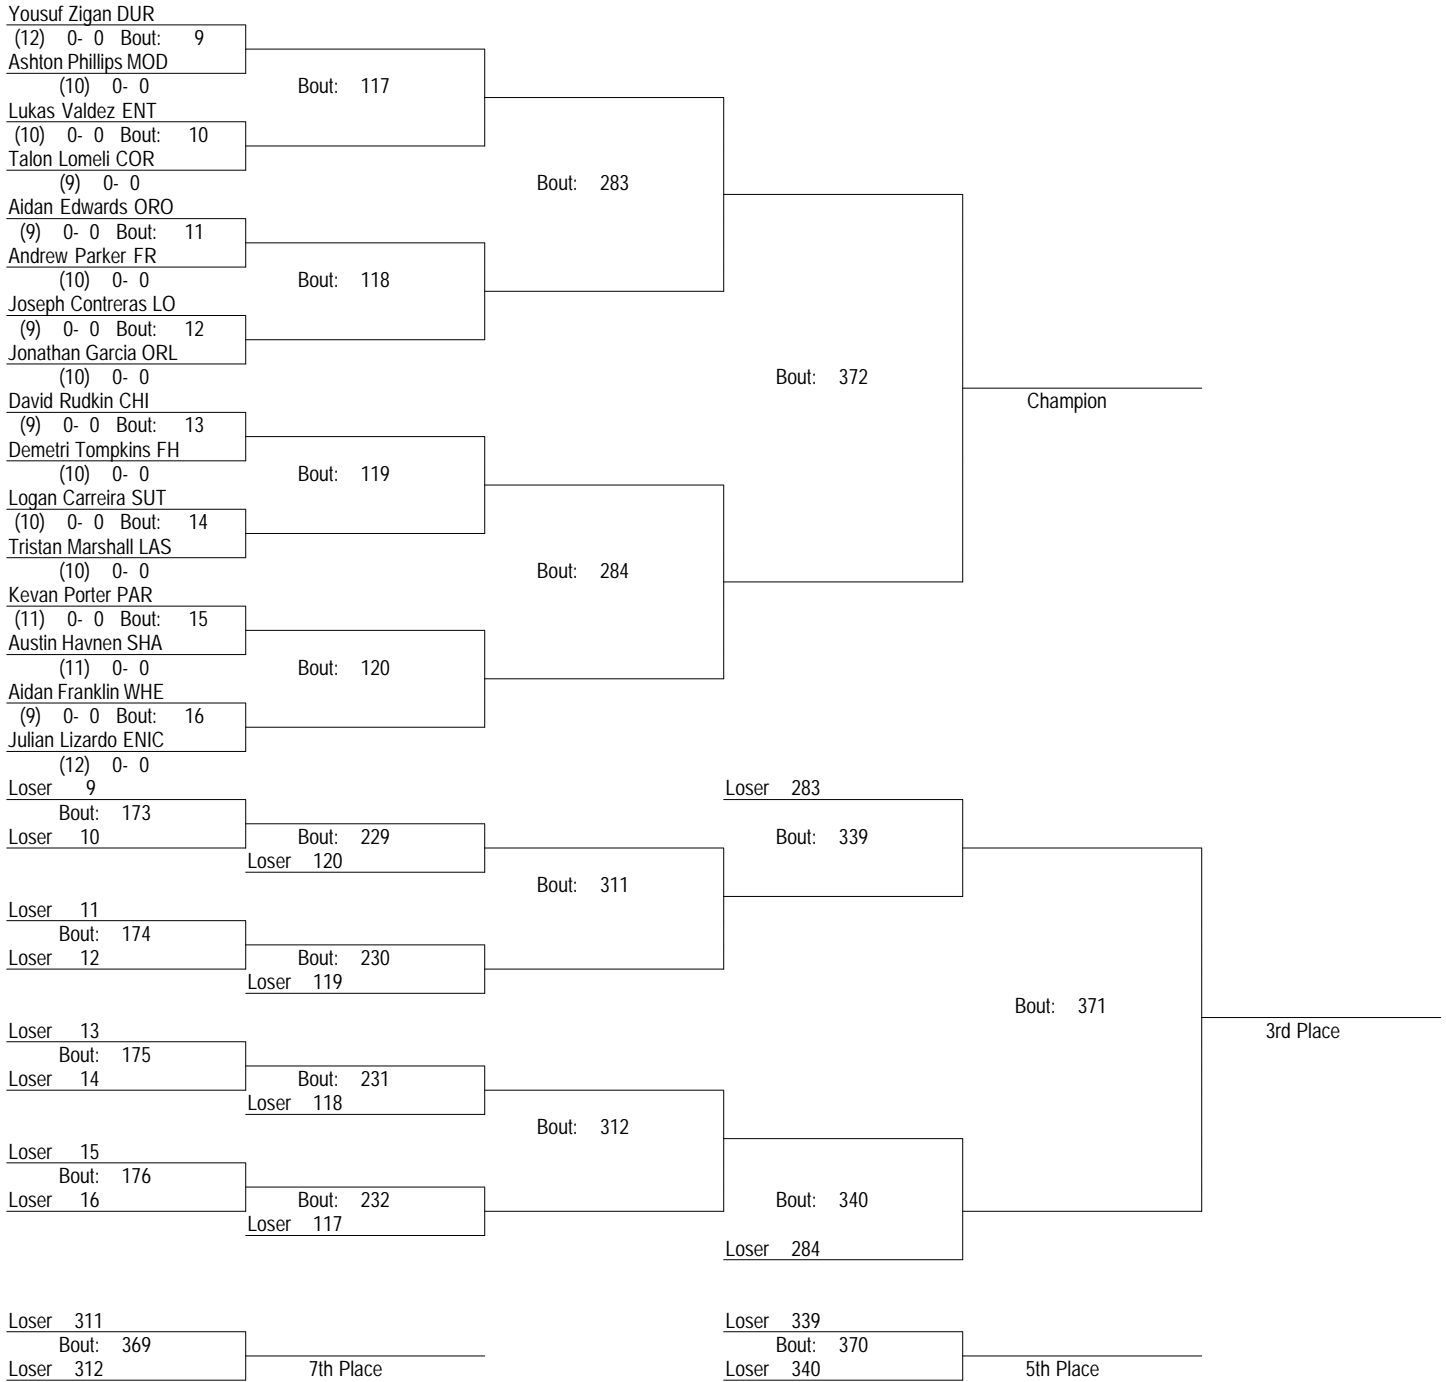 Yousuf Zigan DUR
(12) 0- 0 Bout: 9
Ashton Phillips MOD
(10) 0- 0 Bout: 117
Lukas Valdez ENT
(10) 0- 0 Bout: 10
Talon Lomeli COR
(9) 0- 0 Bout: 283
Aidan Edwards ORO
(9) 0- 0 Bout: 11
Andrew Parker FR
(10) 0- 0 Bout: 118
Joseph Contreras LO
(9) 0- 0 Bout: 12
Jonathan Garcia ORL
(10) 0- 0 Bout: 372
David Rudkin CHI Champion
(9) 0- 0 Bout: 13
Demetri Tompkins FH
(10) 0- 0 Bout: 119
Logan Carreira SUT
(10) 0- 0 Bout: 14
Tristan Marshall LAS
(10) 0- 0 Bout: 284
Kevan Porter PAR
(11) 0- 0 Bout: 15
Austin Havnen SHA
(11) 0- 0 Bout: 120
Aidan Franklin WHE
(9) 0- 0 Bout: 16
Julian Lizardo ENIC
(12) 0- 0
Loser 9 Loser 283
Bout: 173
Loser 10 Bout: 229 Bout: 339
Loser 120
Bout: 311
Loser 11
Bout: 174
Loser 12 Bout: 230
Loser 119
Bout: 371
Loser 13 3rd Place
Bout: 175
Loser 14 Bout: 231
Loser 118
Bout: 312
Loser 15
Bout: 176
Loser 16 Bout: 232 Bout: 340
Loser 117
Loser 284
Loser 311 Loser 339
Bout: 369 Bout: 370
Loser 312 7th Place Loser 340 5th Place